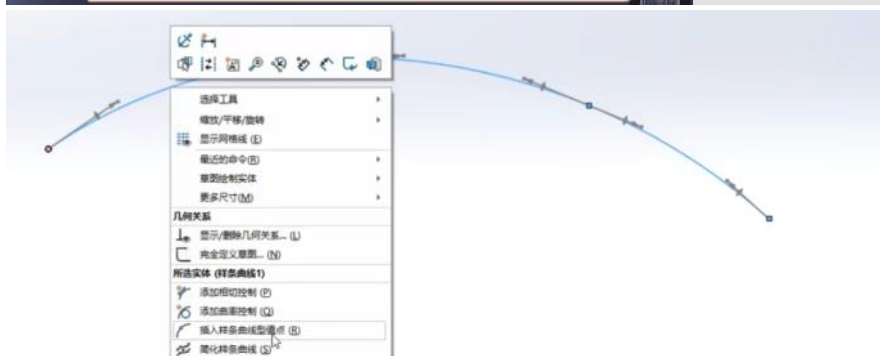 选择工具
缩放/平移/旋转
显示网格线 (E)
最近的命令(R)
草图绘制实体
更多尺寸(M)
几何关系
显示/删除几何关系... (L)
完全定义草图... (N)
所选实体 (样条曲线1)
添加相切控制 (P)
添加曲率控制 (Q)
插入样条曲线型值点 (R)
简化样条曲线 (S)